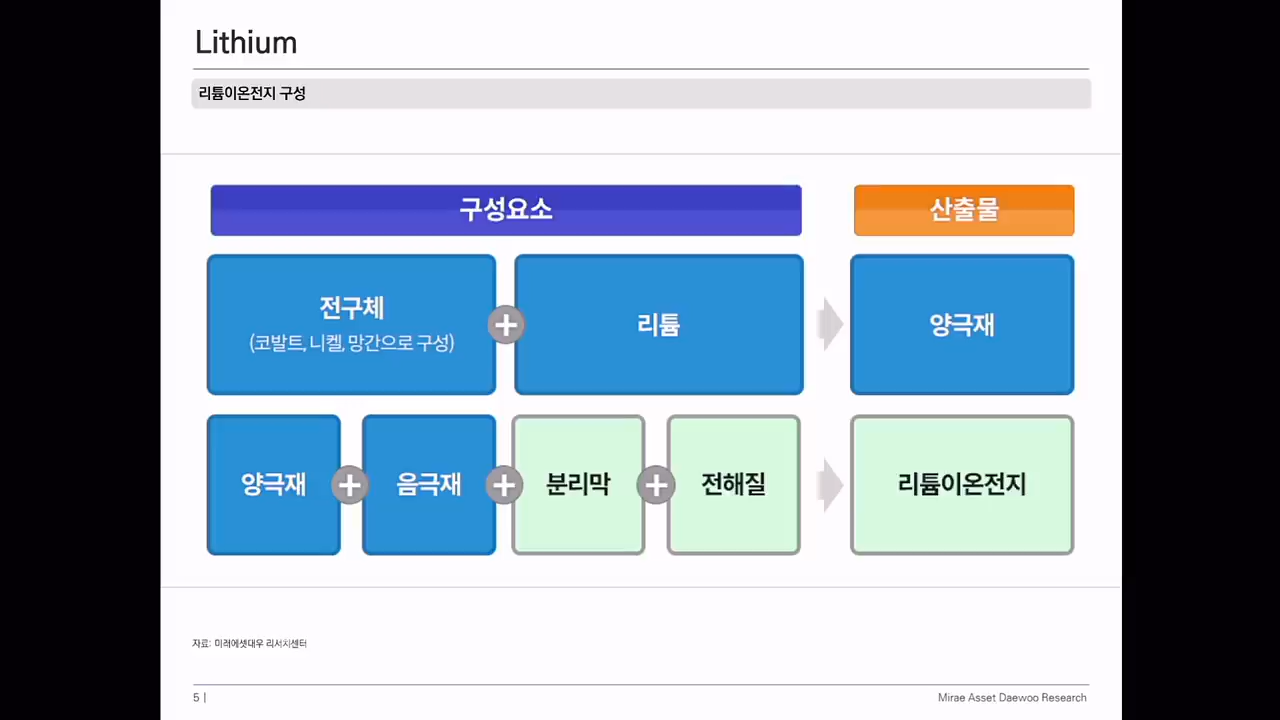 Lithium
리튬이온전지 구성
구성요소
산출물
전구체
(코발트, 니켈, 망간으로 구성)
+
리튬
양극재
양극재
+
음극재
+
분리막
+
전해질
리튬이온전지
자료: 미래에셋대우 리서치센터
5 |
Mirae Asset Daewoo Research